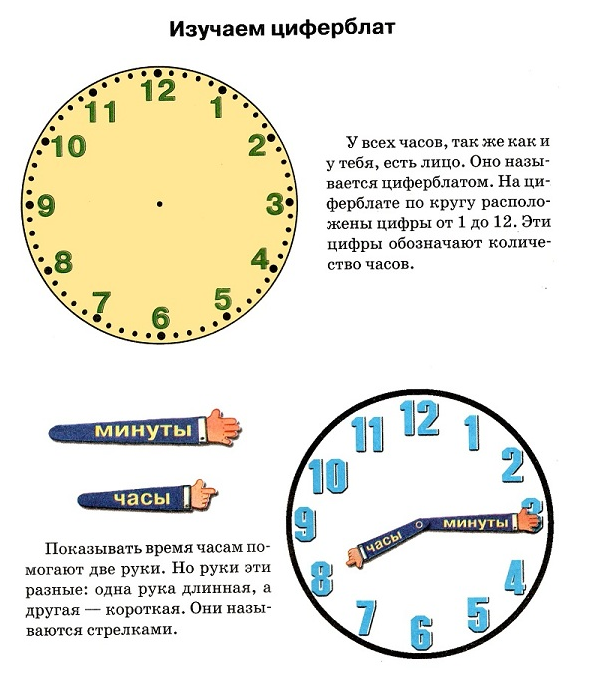 Изучаем циферблат
12
11
1
10
2
9
3
8
4
7
5
6
У всех часов, так же как и
у тебя, есть лицо. Оно назы-
вается циферблатом. На ци-
ферблате по кругу располо-
жены цифры от 1 до 12. Эти
цифры обозначают количе-
ство часов.
минуты
часы
Показывать время часам по-
могают две руки. Но руки эти
разные: одна рука длинная, а
другая — короткая. Они назы-
ваются стрелками.
12
11
1
10
2
9
3
часы
минуты
8
4
7
5
6